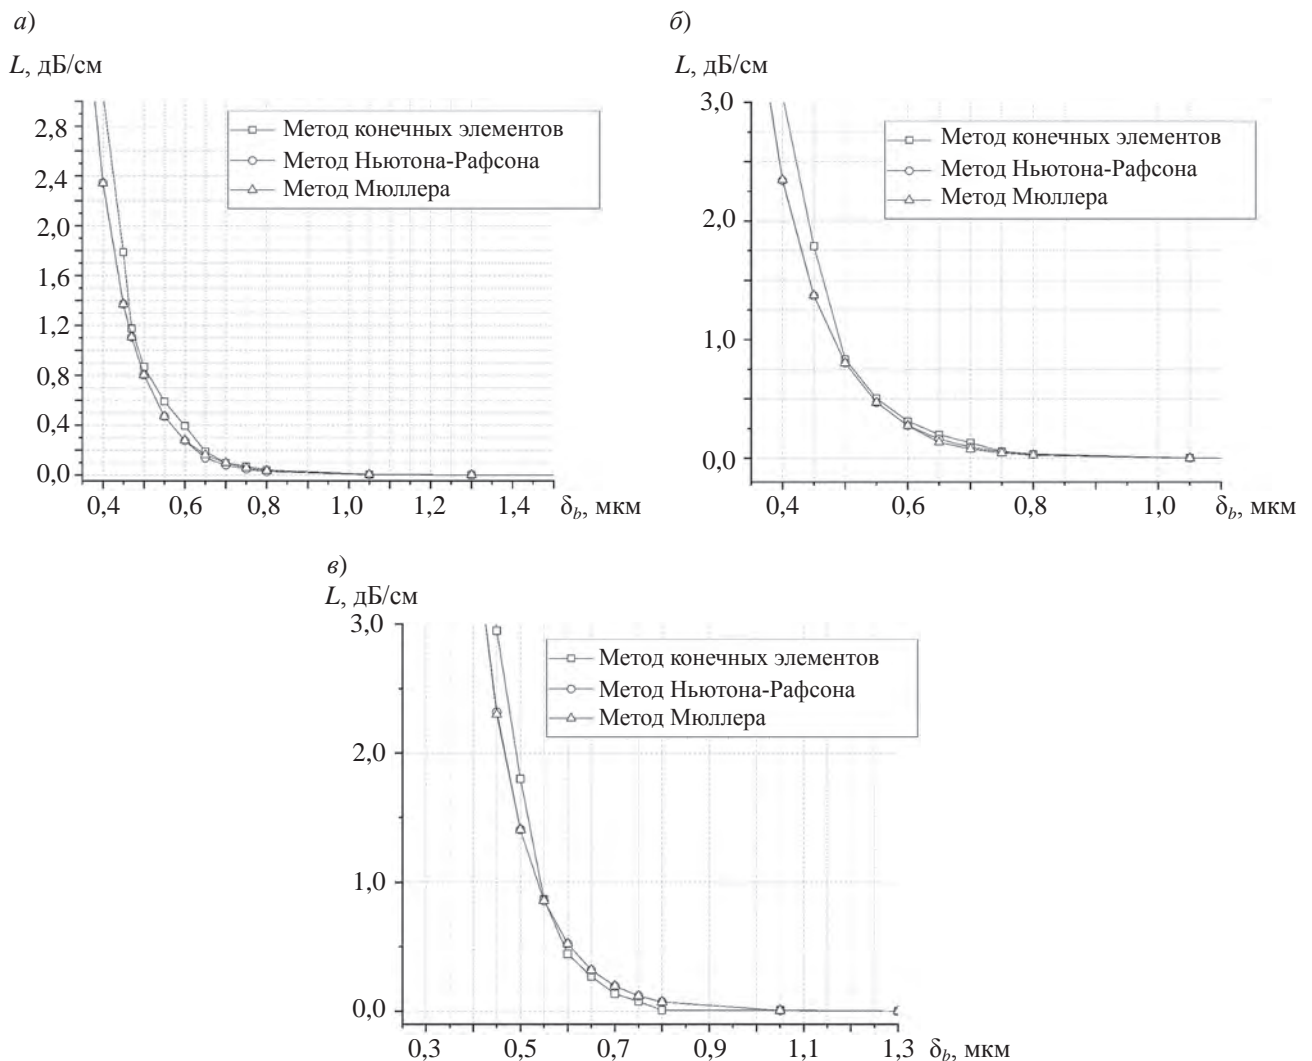 а)
L, дБ/см
2,8
2,4
2,0
1,6
1,2
0,8
0,4
0,0
Метод конечных элементов
Метод Ньютона-Рафсона
Метод Мюллера
0,4 0,6 0,8 1,0 1,2 1,4 δb, мкм
б)
L, дБ/см
3,0
2,0
1,0
0,0
Метод конечных элементов
Метод Ньютона-Рафсона
Метод Мюллера
0,4 0,6 0,8 1,0 δb, мкм
в)
L, дБ/см
3,0
2,0
1,0
0,0
Метод конечных элементов
Метод Ньютона-Рафсона
Метод Мюллера
0,3 0,5 0,7 0,9 1,1 1,3 δb, мкм